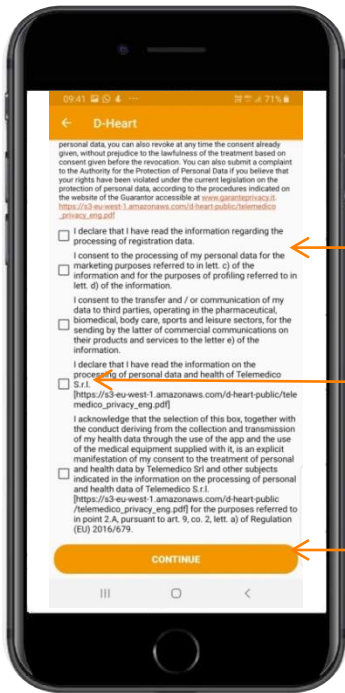 09:41
71%
D-Heart
personal data, you can also revoke at any time the consent already
given, without prejudice to the lawfulness of the treatment based on
consent given before the revocation. You can also submit a complaint
to the Authority for the Protection of Personal Data if you believe that
your rights have been violated under the current legislation on the
protection of personal data, according to the procedures indicated on
the website of the Guarantor accessible at www.garanteprivacy.it.
https://s3-eu-west-1.amazonaws.com/d-heart-public/telemedico
_privacy_eng.pdf
I declare that I have read the information regarding the
processing of registration data.
I consent to the processing of my personal data for the
marketing purposes referred to in lett. c) of the
information and for the purposes of profiling referred to in
lett. d) of the information.
I consent to the transfer and / or communication of my
data to third parties, operating in the pharmaceutical,
biomedical, body care, sports and leisure sectors, for the
sending by the latter of commercial communications on
their products and services to the letter e) of the
information.
I declare that I have read the information on the
processing of personal data and health of Telemedico
S.r.l.
[https://s3-eu-west-1.amazonaws.com/d-heart-public/tele
medico_privacy_eng.pdf]
I acknowledge that the selection of this box, together with
the conduct deriving from the collection and transmission
of my health data through the use of the app and the use
of the medical equipment supplied with it, is an explicit
manifestation of my consent to the treatment of personal
and health data by Telemedico Srl and other subjects
indicated in the information on the processing of personal
and health data of Telemedico S.r.l.
[https://s3-eu-west-1.amazonaws.com/d-heart-public
/telemedico_privacy_eng.pdf] for the purposes referred to
in point 2.A, pursuant to art. 9, co. 2, lett. a) of Regulation
(EU) 2016/679.
CONTINUE